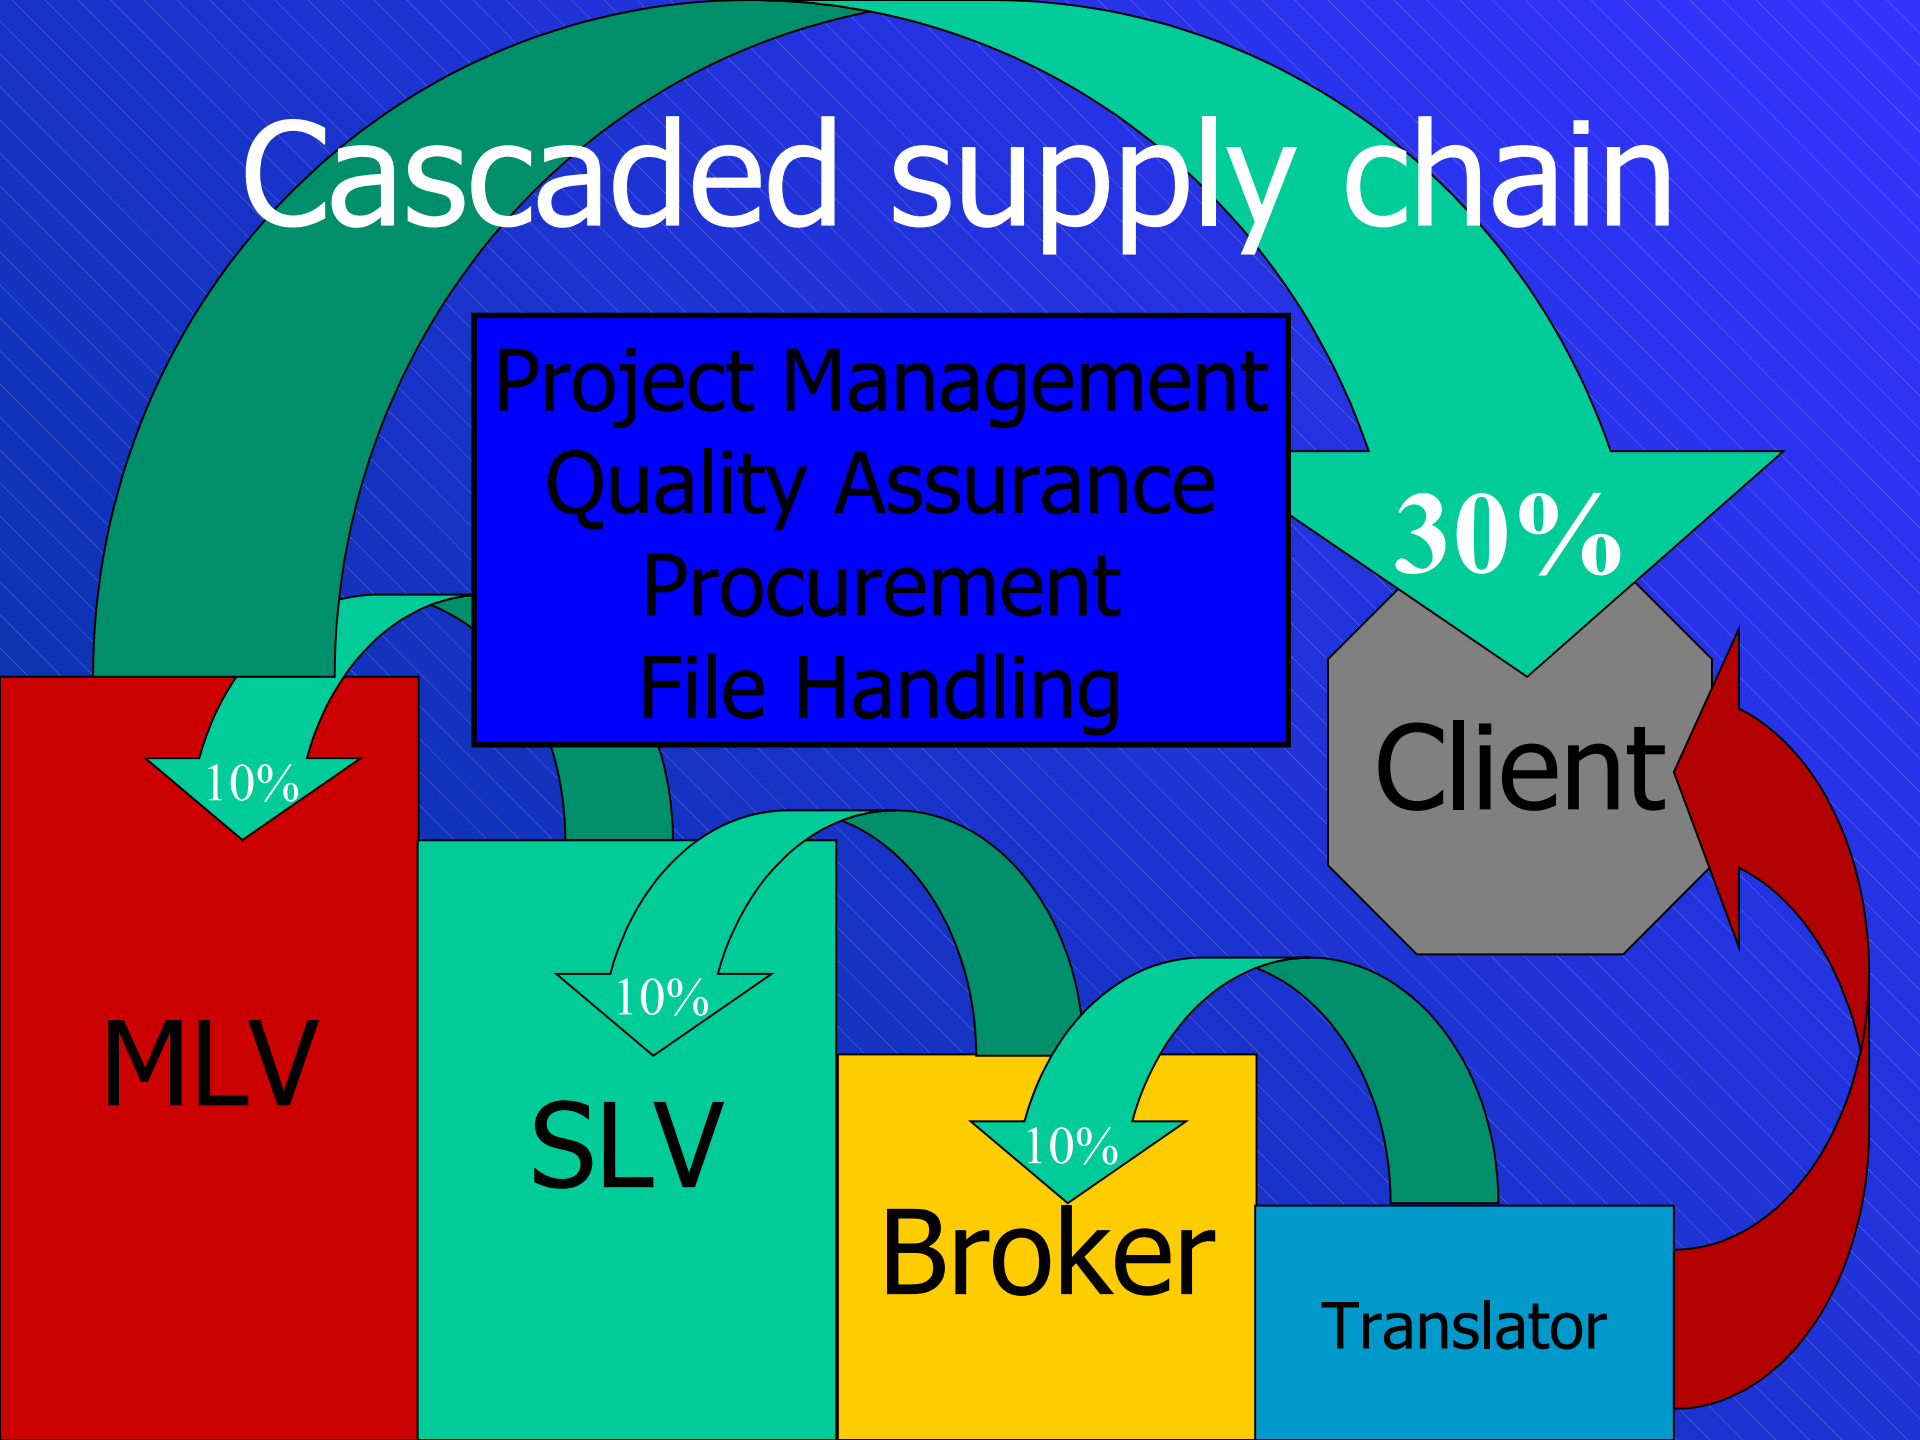 Cascaded supply chain
Project Management
Quality Assurance
Procurement
File Handling
30%
Client
10%
MLV
10%
SLV
10%
Broker
Translator